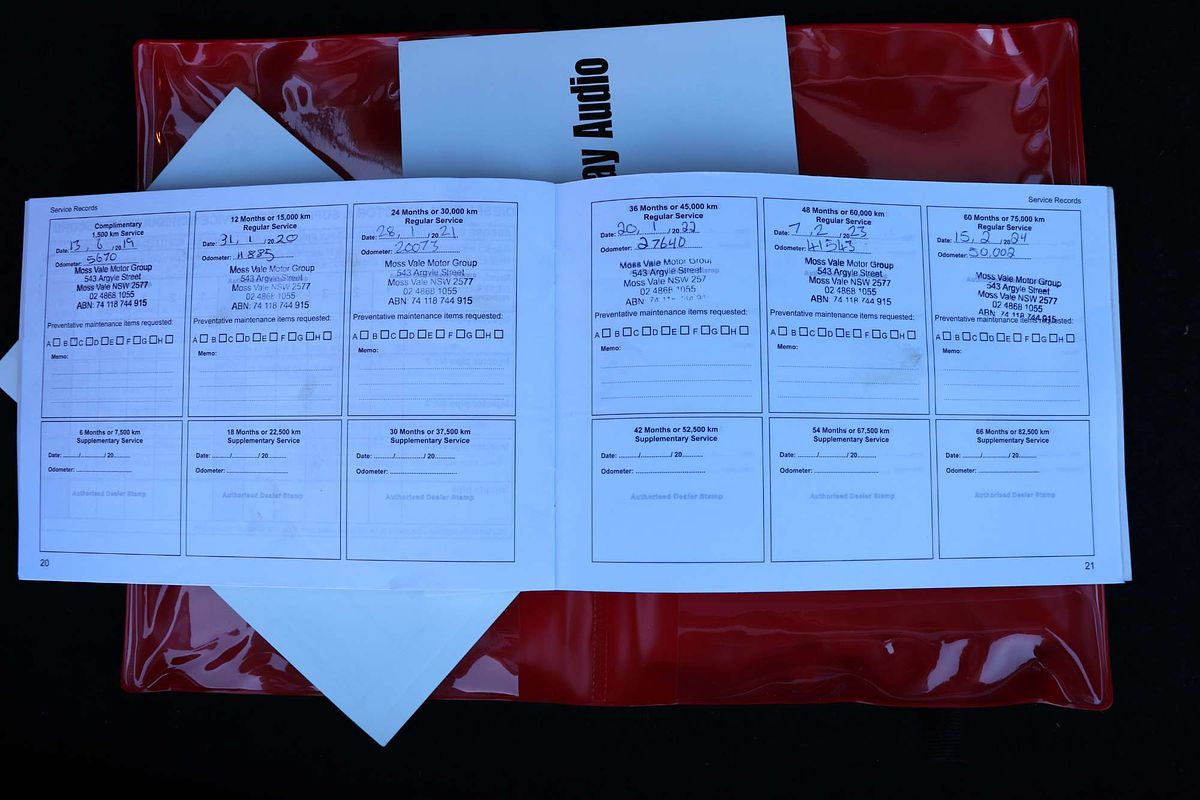 ay Audio
Service Records
Complimentary
1,500 km Service
Date: 13, 6, 2019
Odometer: 5670
Moss Vale Motor Group
543 Argyle Street
Moss Vale NSW 2577
02 4868 1055
ABN: 74 118 744 915
Preventative maintenance items requested:
A B C D E F G H
Memo:
12 Months or 15,000 km
Regular Service
Date: 31, 1, 2020
Odometer: 11885
Moss Vale Motor Group
543 Argyle Street
Moss Vale NSW 2577
02 4868 1055
ABN: 74 118 744 915
Preventative maintenance items requested:
A B C D E F G H
Memo:
24 Months or 30,000 km
Regular Service
Date: 28, 1, 2021
Odometer: 20073
Moss Vale Motor Group
543 Argyle Street
Moss Vale NSW 2577
02 4868 1055
ABN: 74 118 744 915
Preventative maintenance items requested:
A B C D E F G H
Memo:
6 Months or 7,500 km
Supplementary Service
Date: ......./................/ 20..........
Odometer: ................................
Authorised Dealer Stamp
18 Months or 22,500 km
Supplementary Service
Date: ......./................/ 20..........
Odometer: ................................
Authorised Dealer Stamp
30 Months or 37,500 km
Supplementary Service
Date: ......./................/ 20..........
Odometer: ................................
Authorised Dealer Stamp
20
Service Records
36 Months or 45,000 km
Regular Service
Date: 20, 1, 2022
Odometer: 27640
Moss Vale Motor Group
543 Argyle Street
Moss Vale NSW 257
02 4868 1055
ABN
Preventative maintenance items requested:
A B C D E F G H
Memo:
48 Months or 60,000 km
Regular Service
Date: 7, 2, 2023
Odometer: 41543
Moss Vale Motor Group
543 Argyle Street
Moss Vale NSW 2577
02 4868 1055
ABN: 74 118 744 915
Preventative maintenance items requested:
A B C D E F G H
Memo:
60 Months or 75,000 km
Regular Service
Date: 15, 2, 2024
Odometer: 50,002
Moss Vale Motor Group
543 Argyle Street
Moss Vale NSW 2577
02 4868 1055
ABN: 74 118 744 915
Preventative maintenance items requested:
A B C D E F G H
Memo:
42 Months or 52,500 km
Supplementary Service
Date: ......./................/ 20..........
Odometer: ................................
Authorised Dealer Stamp
54 Months or 67,500 km
Supplementary Service
Date: ......./................/ 20..........
Odometer: ................................
Authorised Dealer Stamp
66 Months or 82,500 km
Supplementary Service
Date: ......./................/ 20..........
Odometer: ................................
Authorised Dealer Stamp
21